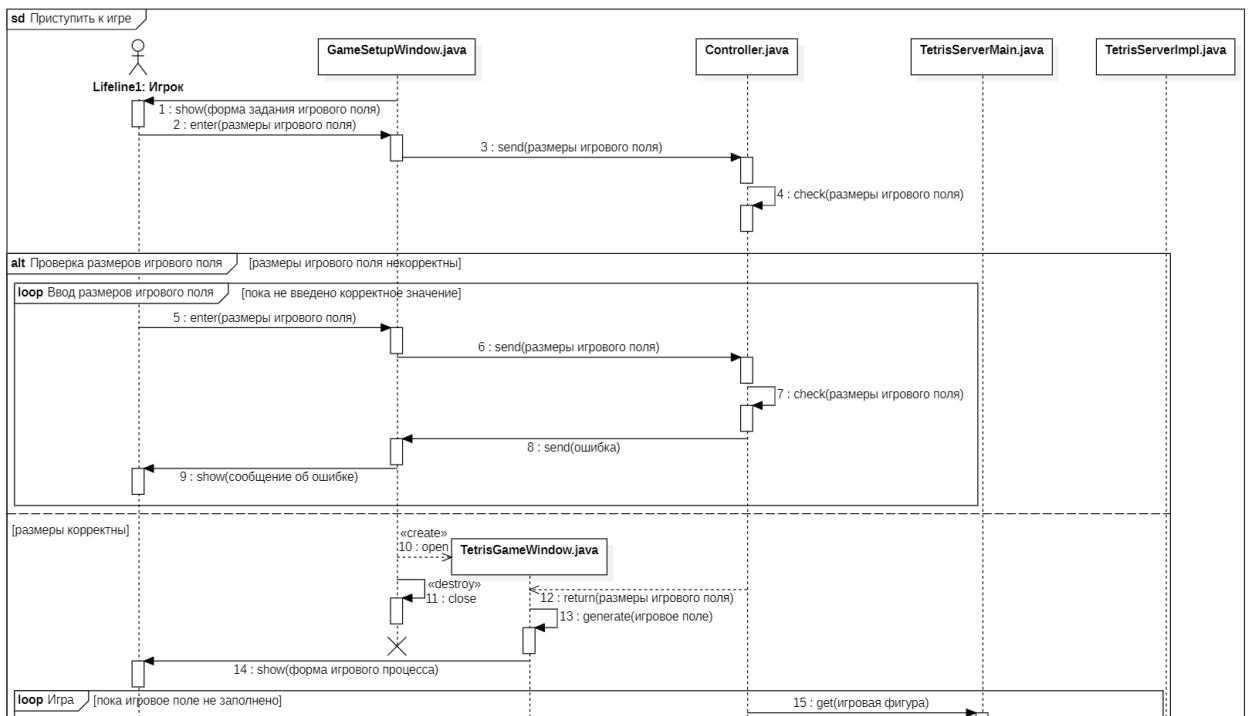 sd Приступить к игре
GameSetupWindow.java
Controller.java
TetrisServerMain.java
TetrisServerImpl.java
Lifeline1: Игрок
1 : show(форма задания игрового поля)
2 : enter(размеры игрового поля)
3 : send(размеры игрового поля)
4 : check(размеры игрового поля)
alt Проверка размеров игрового поля
[размеры игрового поля некорректны]
loop Ввод размеров игрового поля
[пока не введено корректное значение]
5 : enter(размеры игрового поля)
6 : send(размеры игрового поля)
7 : check(размеры игрового поля)
8 : send(ошибка)
9 : show(сообщение об ошибке)
[размеры корректны]
«create»
10 : open
TetrisGameWindow.java
«destroy»
11 : close
12 : return(размеры игрового поля)
13 : generate(игровое поле)
14 : show(форма игрового процесса)
loop Игра
[пока игровое поле не заполнено]
15 : get(игровая фигура)